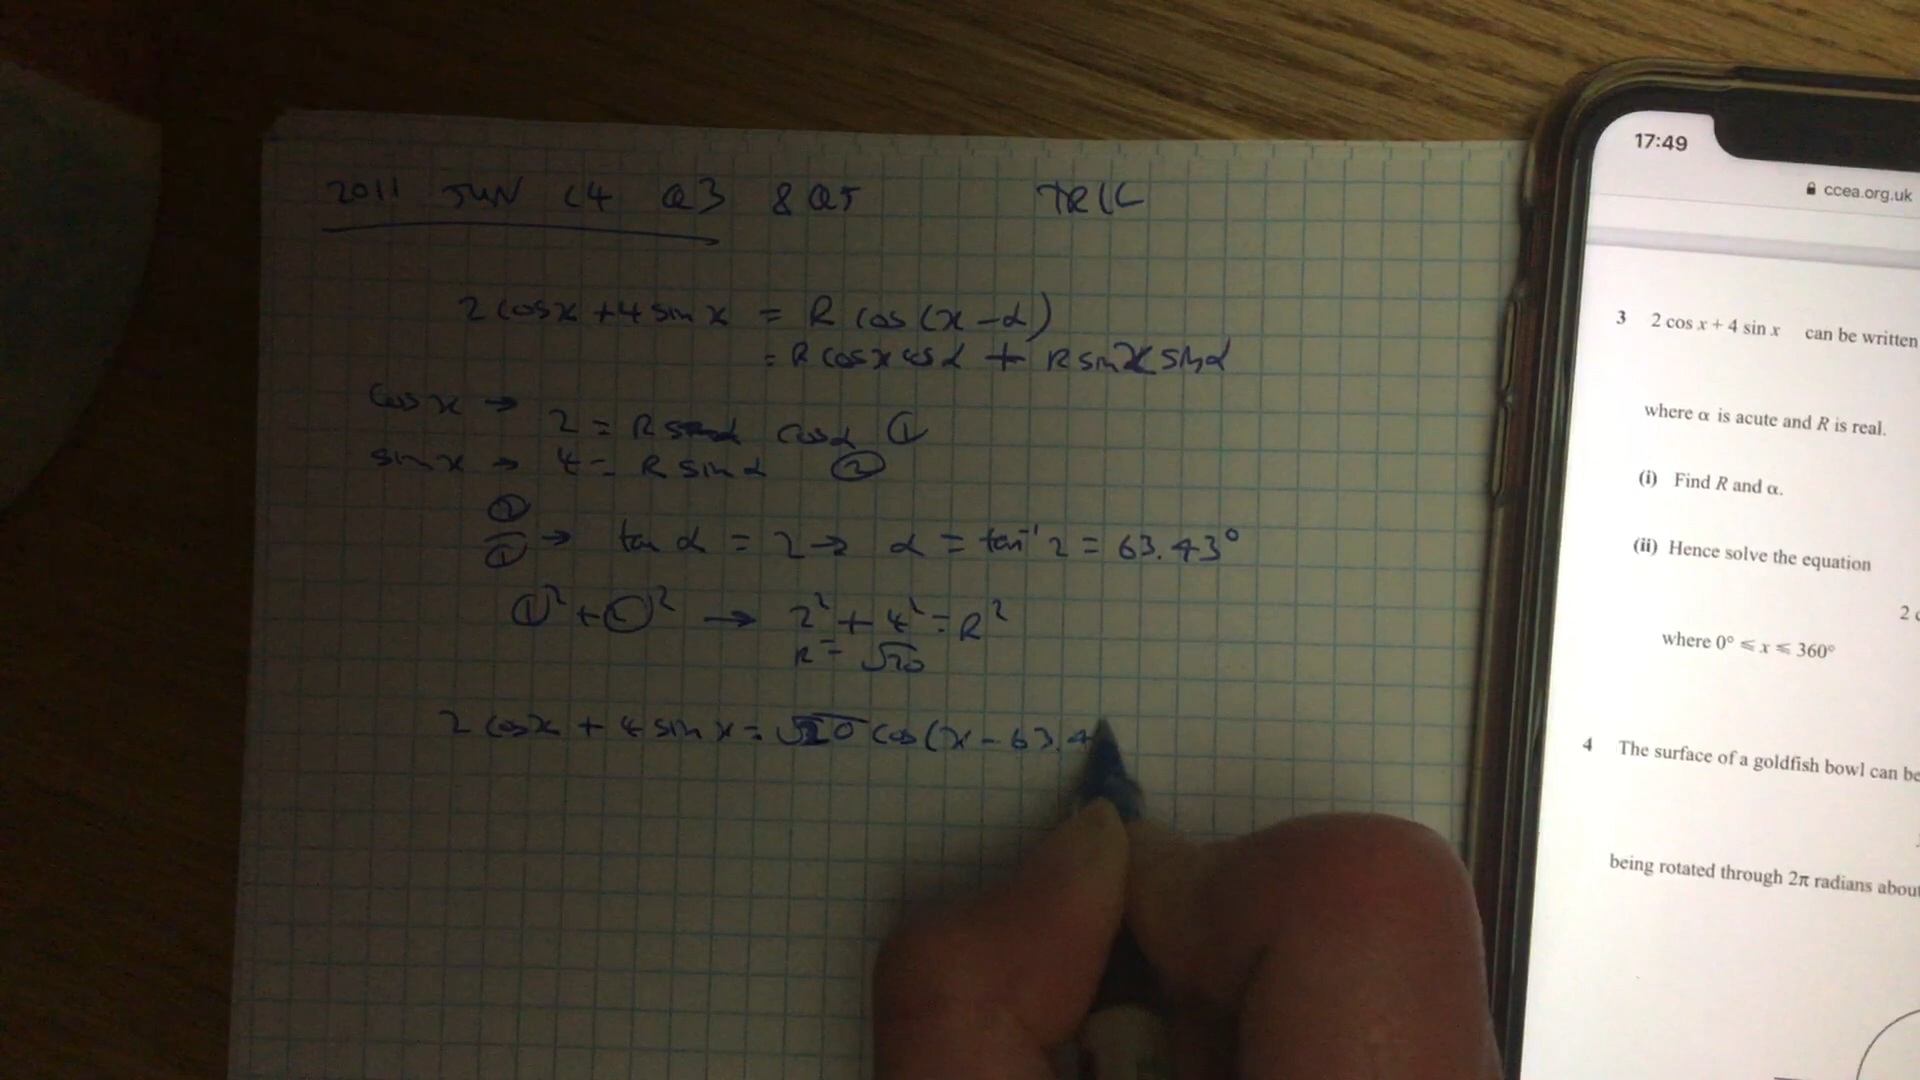 2011 JUN C4 Q3 & Q5 TRIG
2 cos x + 4 sin x = R cos (x - α)
= R cos x cos α + R sin x sin α
cos x → 2 = R cos α ①
sin x → 4 = R sin α ②
②/① → tan α = 2 → α = tan⁻¹ 2 = 63.43°
①² + ②² → 2² + 4² = R²
R = √20
2 cos x + 4 sin x = √20 cos (x - 63.4
17:49
ccea.org.uk
3 2 cos x + 4 sin x can be written
where α is acute and R is real.
(i) Find R and α.
(ii) Hence solve the equation
2
where 0° ⩽ x ⩽ 360°
4 The surface of a goldfish bowl can be
being rotated through 2π radians about